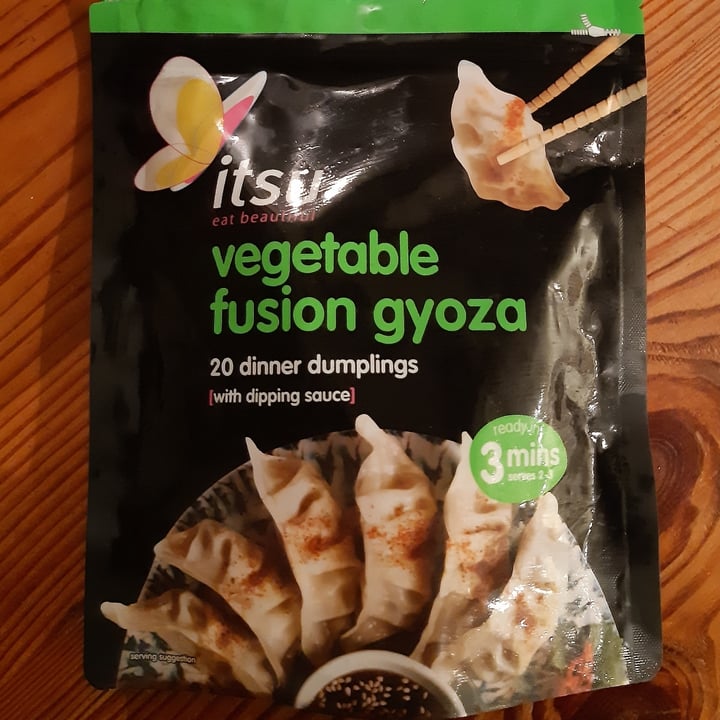 itsu
eat beautiful
vegetable
fusion gyoza
20 dinner dumplings
[with dipping sauce]
ready in
3 mins
serves 2-3
serving suggestion